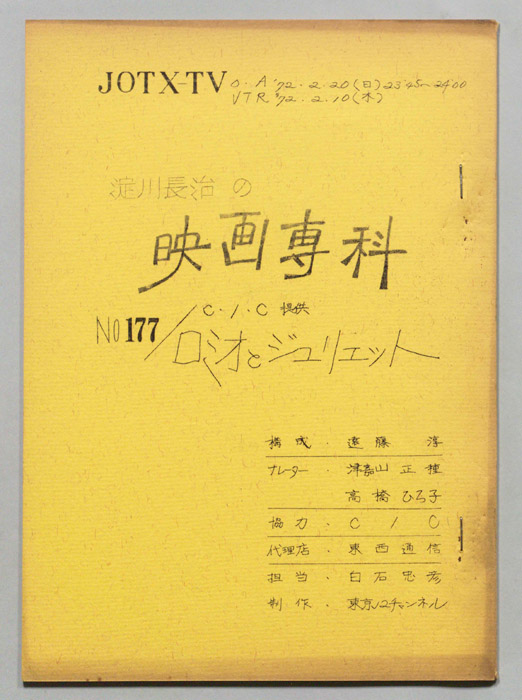 JOTX-TV O.A '72.2.20(日)23:45~24:00
VTR '72.2.10(木)
淀川長治の
映画専科
C・I・C 提供
No 177/ロミオとジュリエット
構成・遠藤 淳
ナレーター・津嘉山正種
高橋ひろ子
協力・C I C
代理店・東西通信
担当・白石忠彦
制作・東京12チャンネル